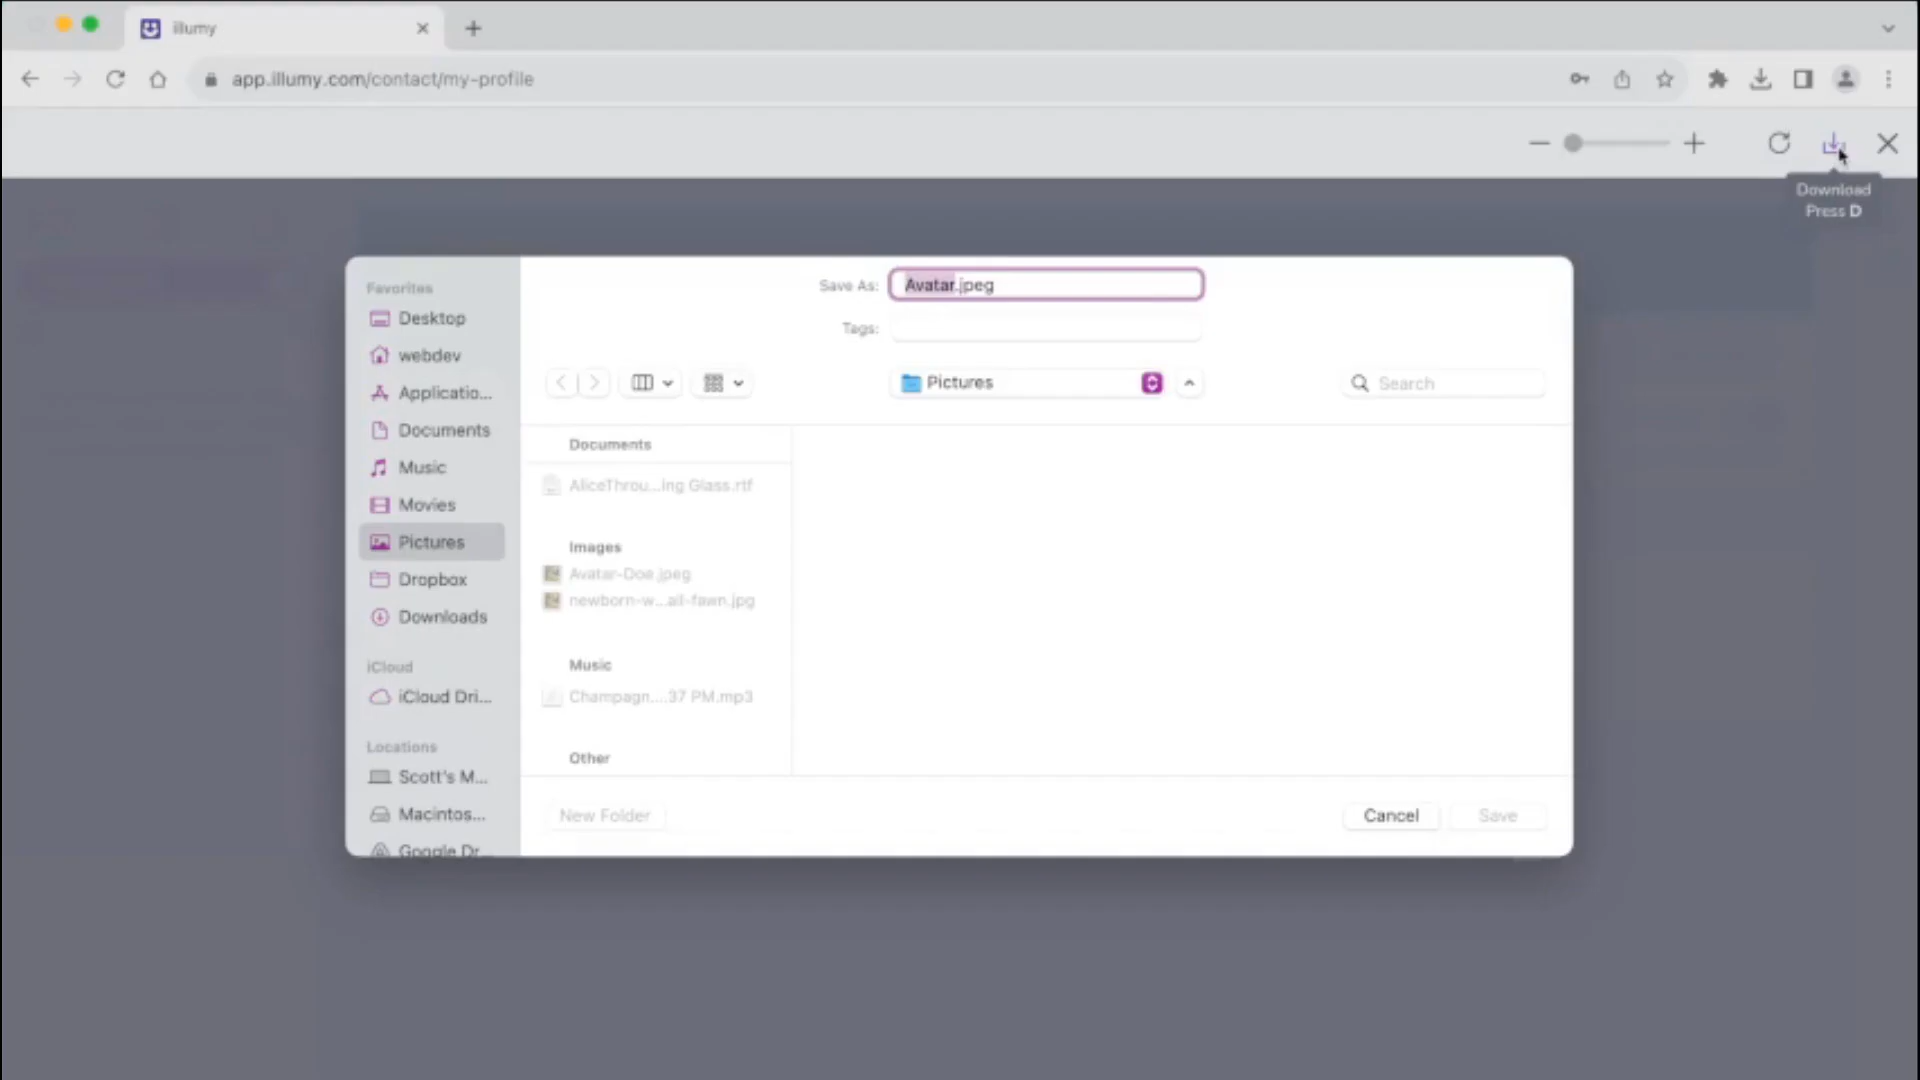 illumy
app.illumy.com/contact/my-profile
Download
Press D
Favorites
Desktop
webdev
Applicatio...
Documents
Music
Movies
Pictures
Dropbox
Downloads
iCloud
iCloud Dri...
Locations
Scott's M...
Macintos...
Google Dr...
Save As: Avatar.jpeg
Tags:
Pictures
Search
Documents
AliceThrou...ing Glass.rtf
Images
Avatar-Doe.jpeg
newborn-w...all-fawn.jpg
Music
Champagn....37 PM.mp3
Other
New Folder
Cancel
Save